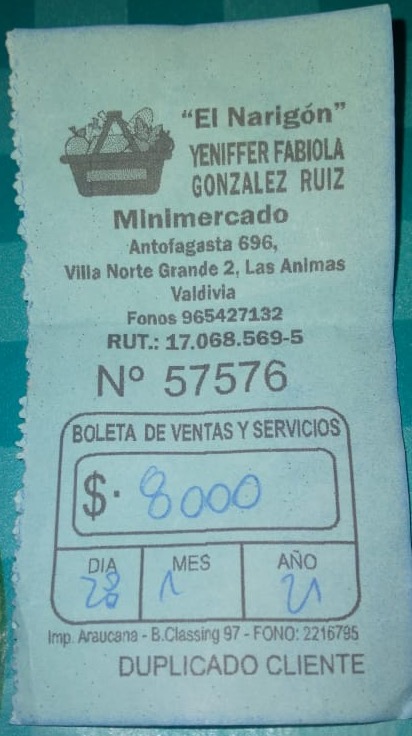 "El Narigón"
YENIFFER FABIOLA
GONZALEZ RUIZ
Minimercado
Antofagasta 696,
Villa Norte Grande 2, Las Animas
Valdivia
Fonos 965427132
RUT.: 17.068.569-5
Nº 57576
BOLETA DE VENTAS Y SERVICIOS
$. 8000
DIA MES AÑO
28 1 21
Imp. Araucana - B.Classing 97 - FONO: 2216795
DUPLICADO CLIENTE